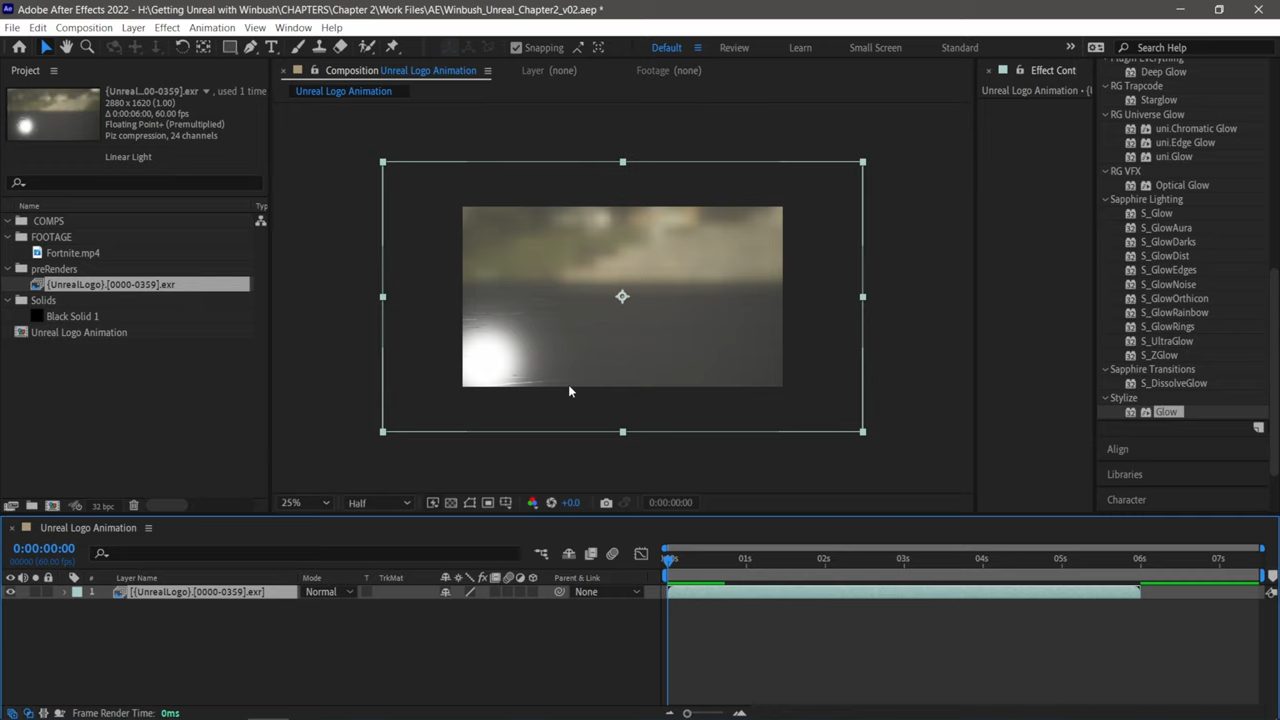 Adobe After Effects 2022 - H:\Getting Unreal with Winbush\CHAPTERS\Chapter 2\Work Files\AE\Winbush_Unreal_Chapter2_v02.aep *
File Edit Composition Layer Effect Animation View Window Help
Snapping Default Review Learn Small Screen Standard Search Help
Project
Composition Unreal Logo Animation Layer (none) Footage (none) Effect Cont
Unreal Logo Animation
Unreal Logo Animation •
{Unreal...00-0359].exr , used 1 time
2880 x 1620 (1.00)
Δ 0:00:06:00, 60.00 fps
Floating Point+ (Premultiplied)
Piz compression, 24 channels
Linear Light
Name Typ
COMPS
FOOTAGE
Fortnite.mp4
preRenders
{UnrealLogo}.[0000-0359].exr
Solids
Black Solid 1
Unreal Logo Animation
32 bpc
25% Half +0.0 0:00:00:00
Deep Glow
RG Trapcode
Starglow
RG Universe Glow
uni.Chromatic Glow
uni.Edge Glow
uni.Glow
RG VFX
Optical Glow
Sapphire Lighting
S_Glow
S_GlowAura
S_GlowDarks
S_GlowDist
S_GlowEdges
S_GlowNoise
S_GlowOrthicon
S_GlowRainbow
S_GlowRings
S_UltraGlow
S_ZGlow
Sapphire Transitions
S_DissolveGlow
Stylize
Glow
Align
Libraries
Character
Unreal Logo Animation
0:00:00:00
00000 (60.00 fps)
01s 02s 03s 04s 05s 06s 07s
# Layer Name Mode T TrkMat Parent & Link
1 [{UnrealLogo}.[0000-0359].exr] Normal None
Frame Render Time: 0ms